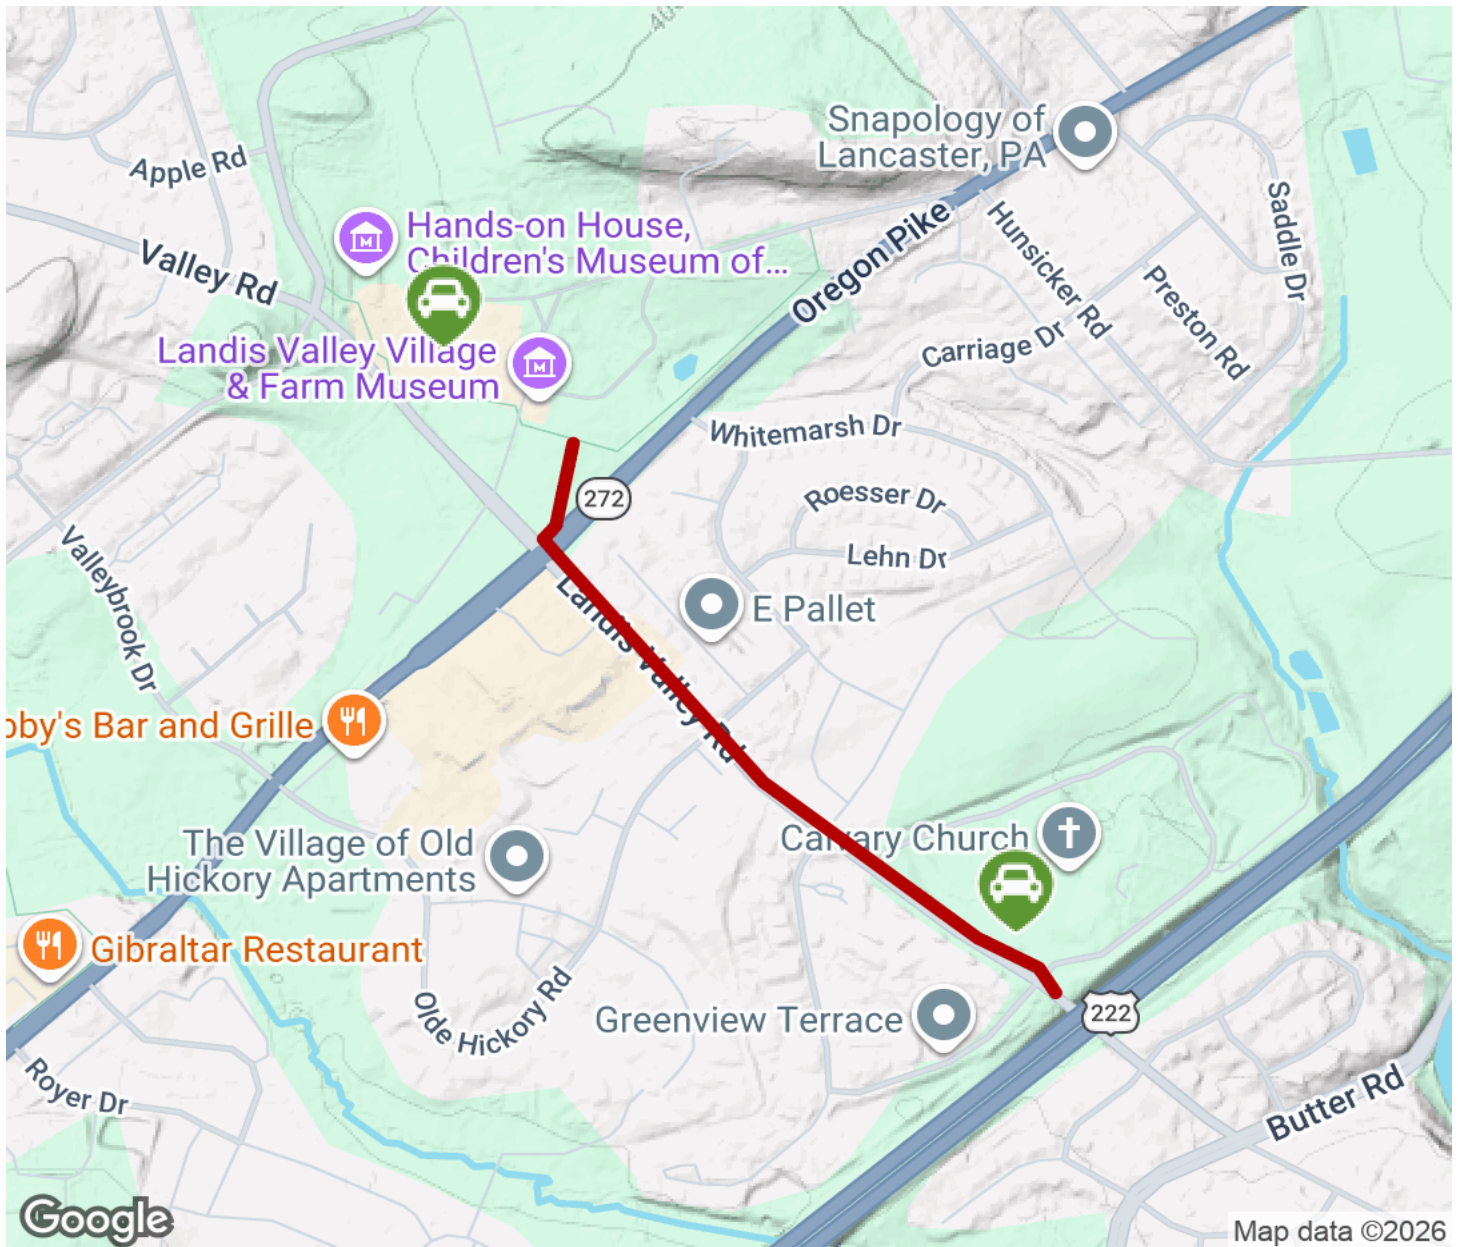 400
Snapology of
Lancaster, PA
Apple Rd
Saddle Dr
Hands-on House,
Children's Museum of...
Valley Rd
Oregon Pike
Hunsicker Rd
Preston Rd
Landis Valley Village
& Farm Museum
Carriage Dr
Whitemarsh Dr
272
Roesser Dr
Lehn Dr
Valleybrook Dr
Landis Valley Rd
E Pallet
bby's Bar and Grille
The Village of Old
Hickory Apartments
Calvary Church
Gibraltar Restaurant
Olde Hickory Rd
Greenview Terrace
222
Royer Dr
Butter Rd
Google
Map data ©2026